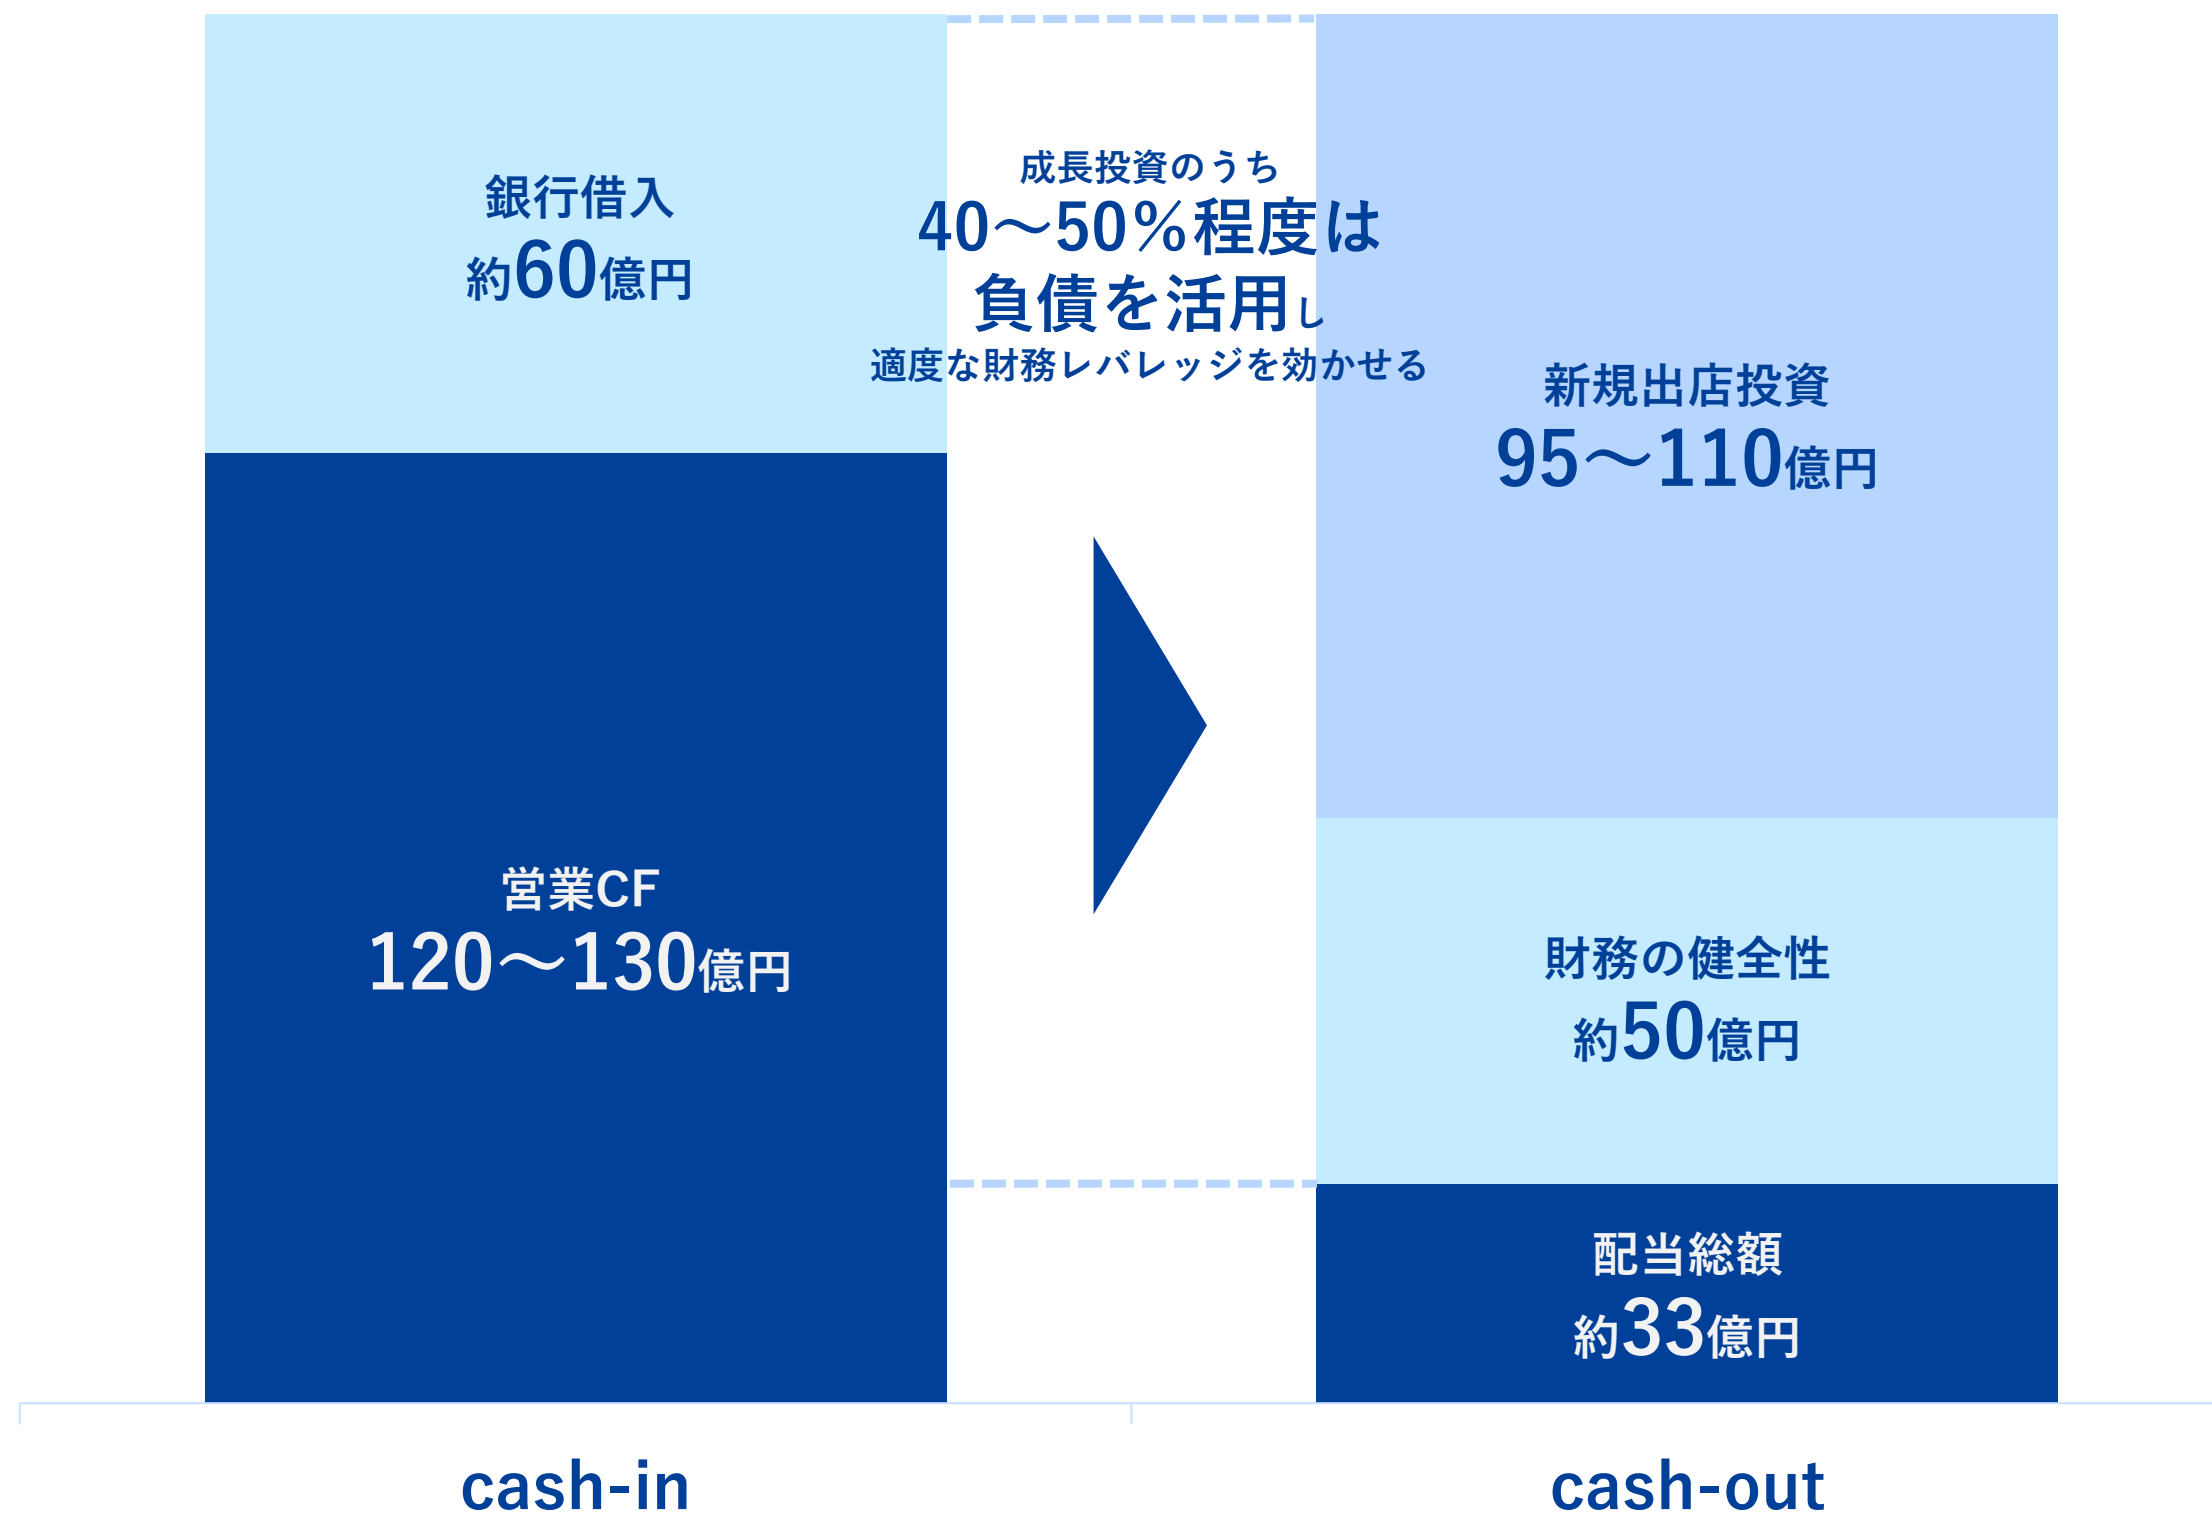 銀行借入
約60億円
営業CF
120～130億円
成長投資のうち
40～50％程度は
負債を活用し
適度な財務レバレッジを効かせる
新規出店投資
95～110億円
財務の健全性
約50億円
配当総額
約33億円
cash-in
cash-out